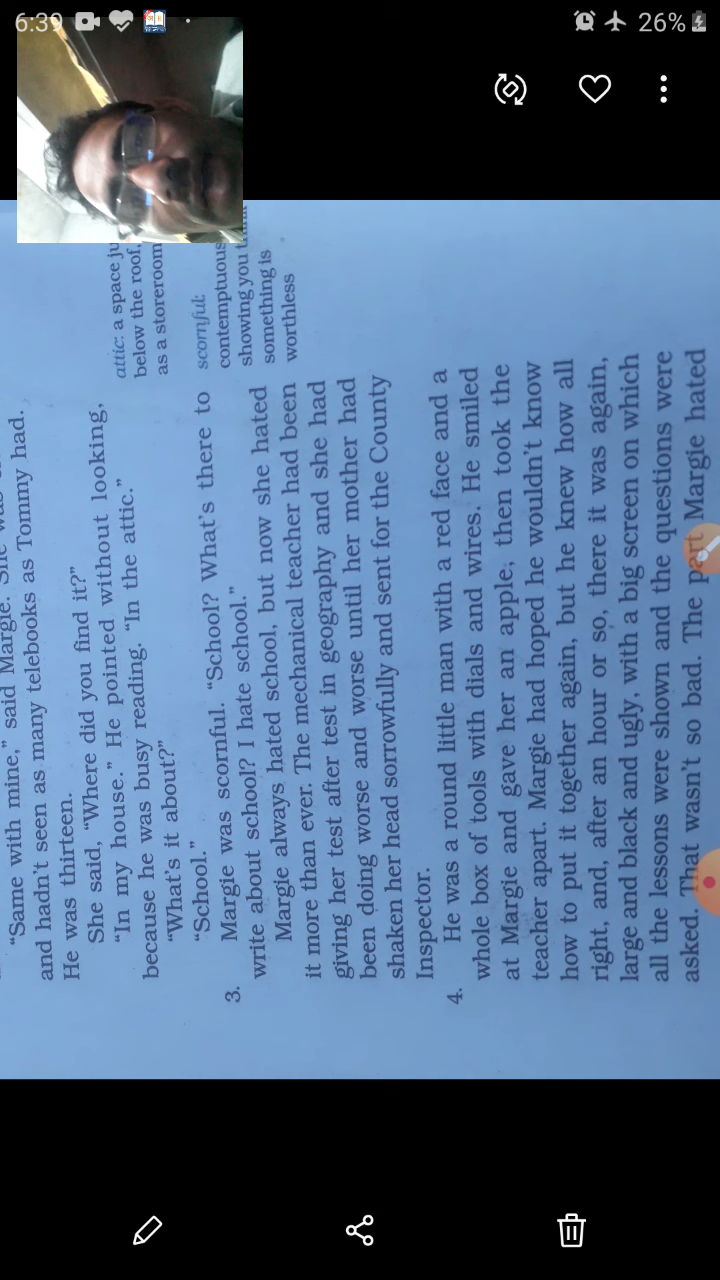 6:39
26%
"Same with mine," said Margie. She was
and hadn't seen as many telebooks as Tommy had.
He was thirteen.
She said, "Where did you find it?"
"In my house." He pointed without looking,
because he was busy reading. "In the attic."
"What's it about?"
"School."
3. Margie was scornful. "School? What's there to
write about school? I hate school."
Margie always hated school, but now she hated
it more than ever. The mechanical teacher had been
giving her test after test in geography and she had
been doing worse and worse until her mother had
shaken her head sorrowfully and sent for the County
Inspector.
4. He was a round little man with a red face and a
whole box of tools with dials and wires. He smiled
at Margie and gave her an apple, then took the
teacher apart. Margie had hoped he wouldn't know
how to put it together again, but he knew how all
right, and, after an hour or so, there it was again,
large and black and ugly, with a big screen on which
all the lessons were shown and the questions were
asked. That wasn't so bad. The part Margie hated
attic: a space
below the roof,
as a storeroom
scornful:
contemptuous
showing you
something is
worthless